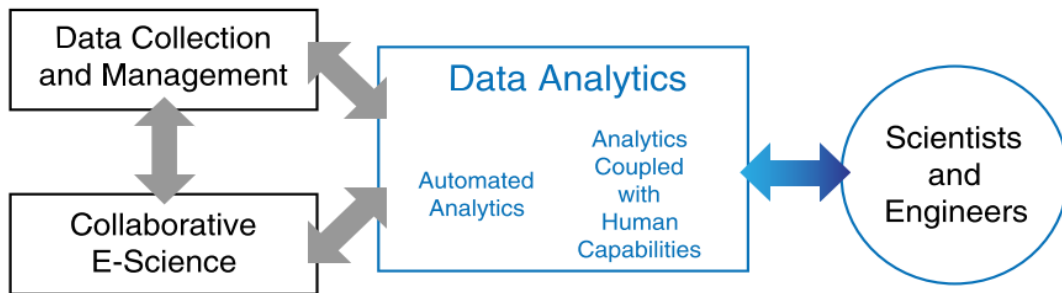 Data Collection
and Management
Collaborative
E-Science
Data Analytics
Automated
Analytics
Analytics
Coupled
with
Human
Capabilities
Scientists
and
Engineers